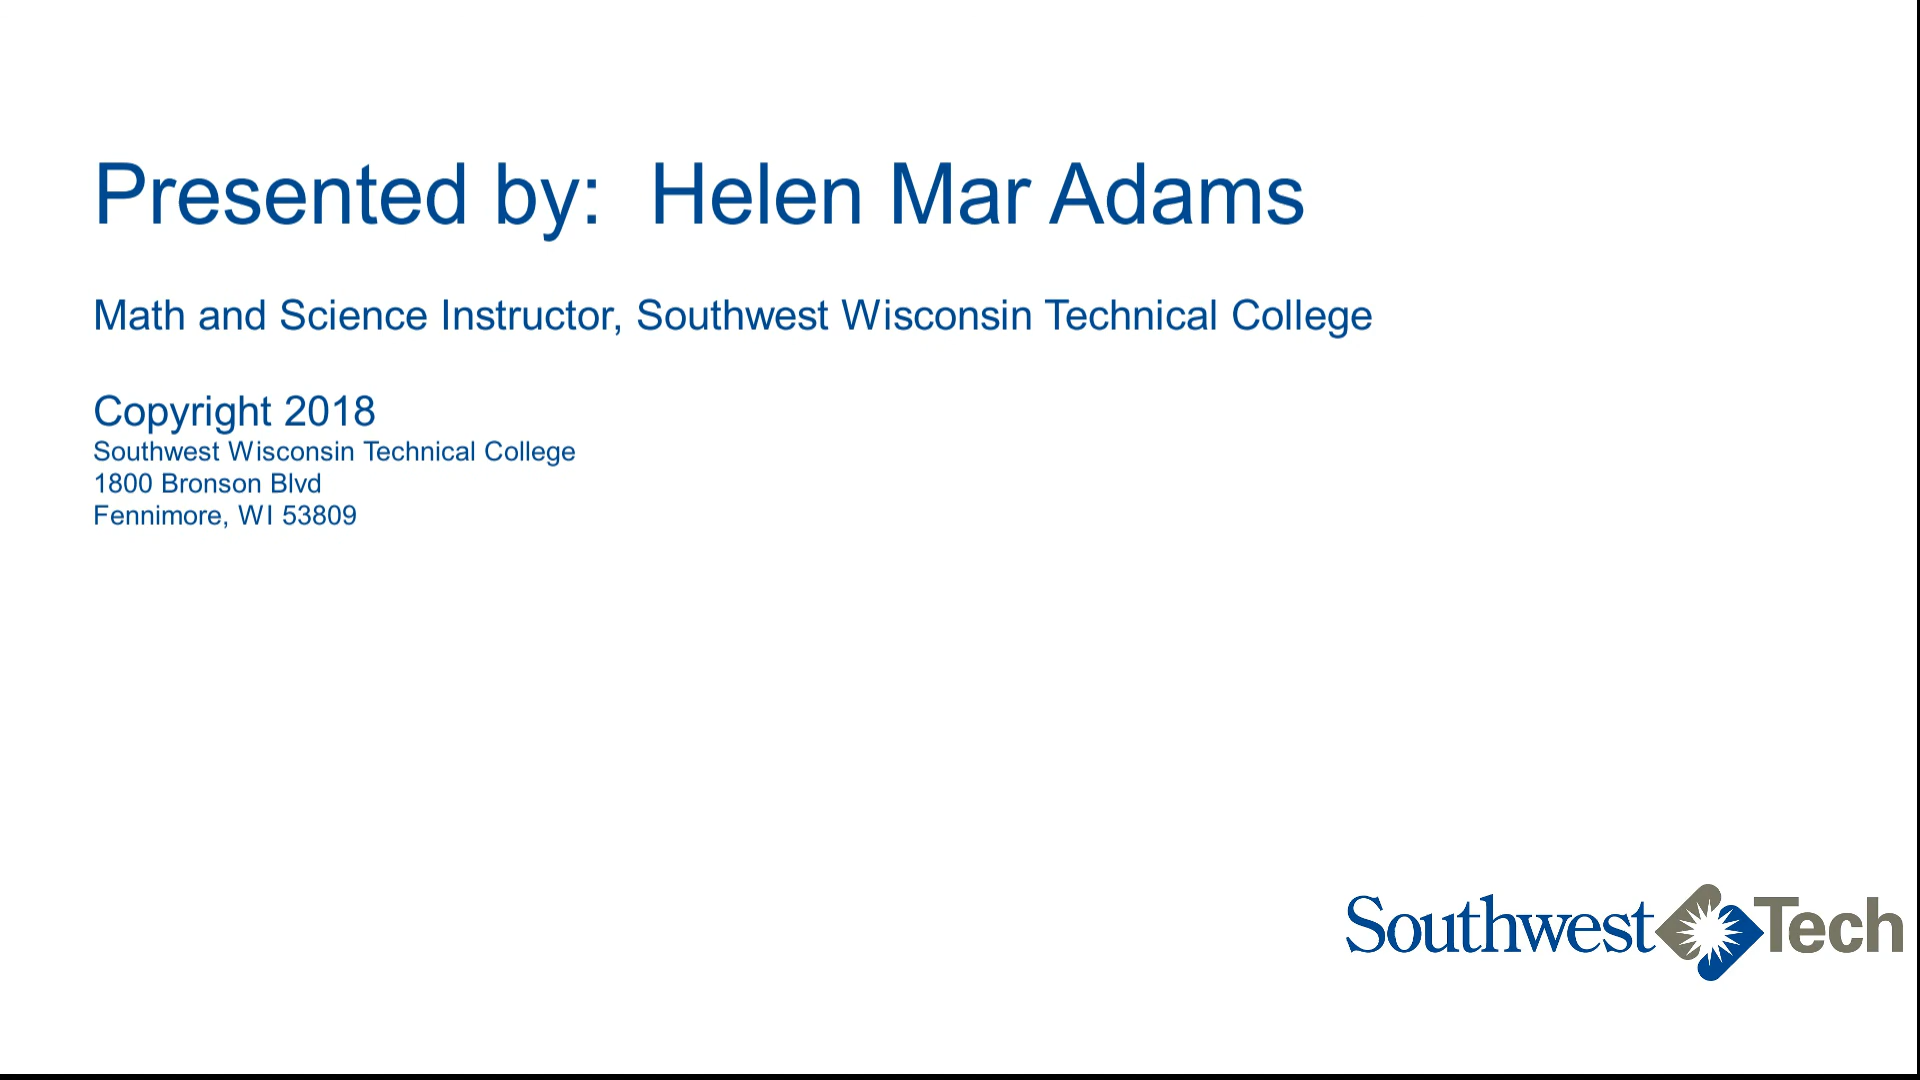 Presented by:  Helen Mar Adams
Math and Science Instructor, Southwest Wisconsin Technical College
Copyright 2018
Southwest Wisconsin Technical College
1800 Bronson Blvd
Fennimore, WI 53809
Southwest Tech